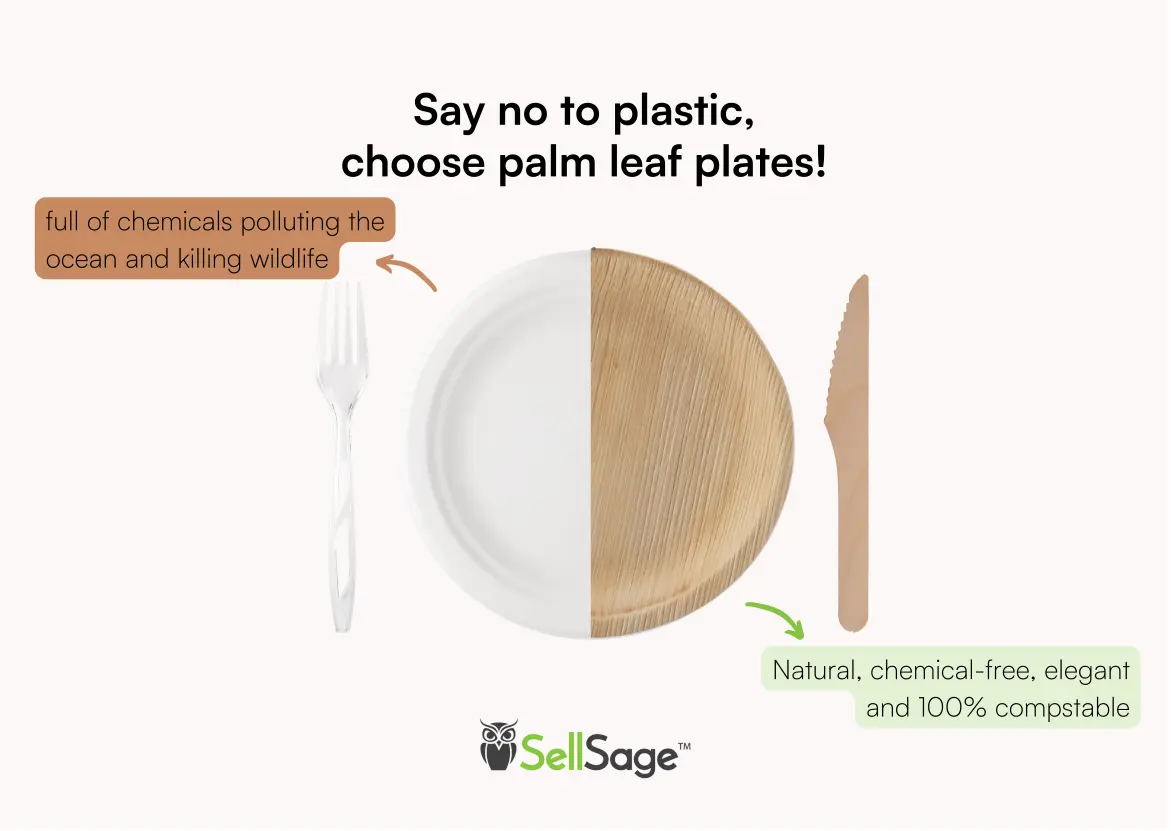 Say no to plastic,
choose palm leaf plates!
full of chemicals polluting the
ocean and killing wildlife
Natural, chemical-free, elegant
and 100% compstable
SellSage™